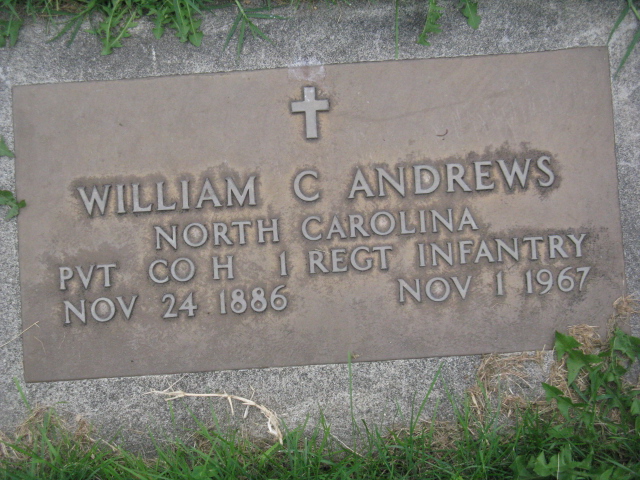 WILLIAM C ANDREWS
NORTH CAROLINA
PVT CO H 1 REGT INFANTRY
NOV 24 1886 NOV 1 1967